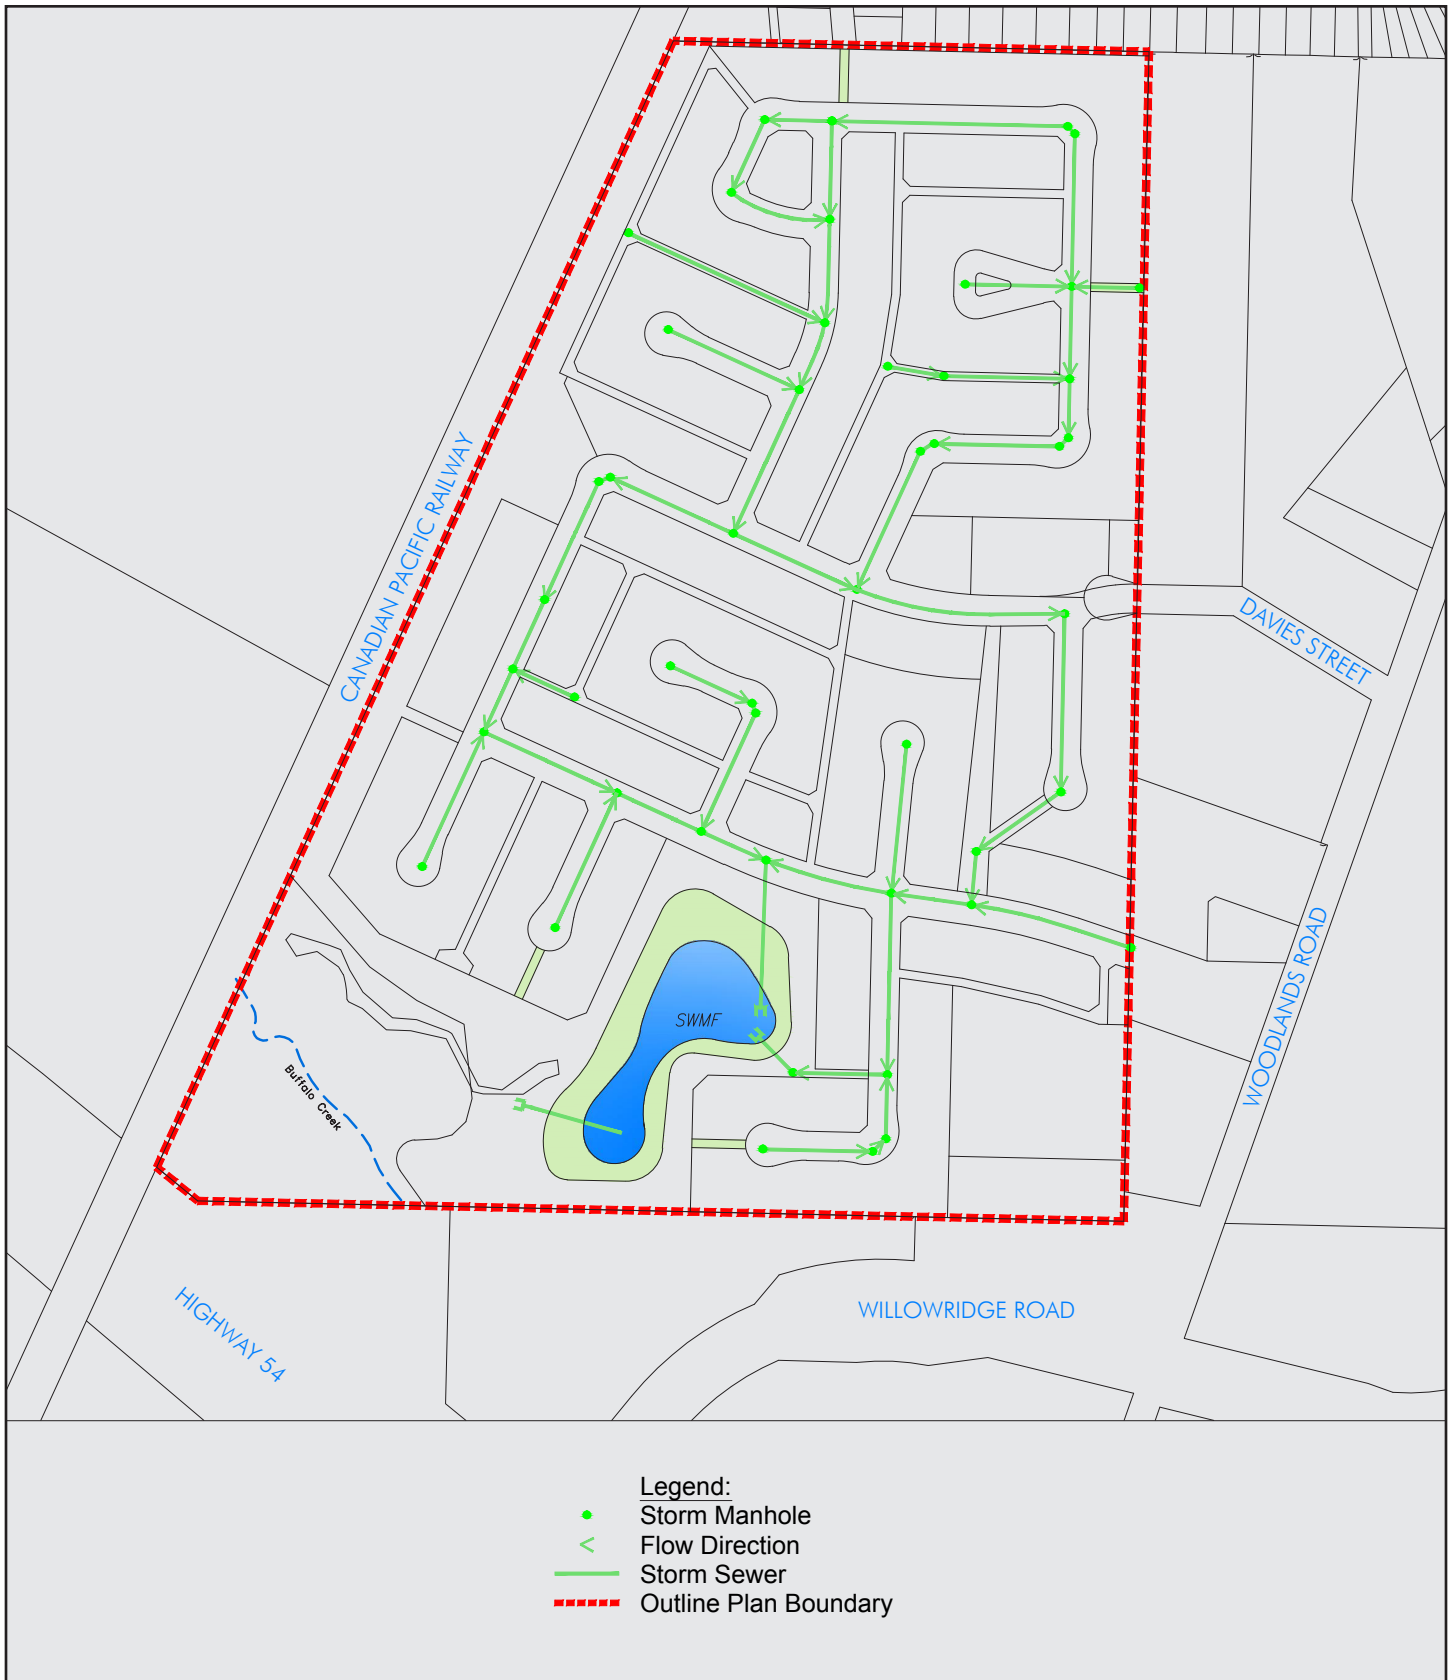 CANADIAN PACIFIC RAILWAY
DAVIES STREET
WOODLANDS ROAD
SWMF
Buffalo Creek
HIGHWAY 54
WILLOWRIDGE ROAD
Legend:
Storm Manhole
Flow Direction
Storm Sewer
Outline Plan Boundary